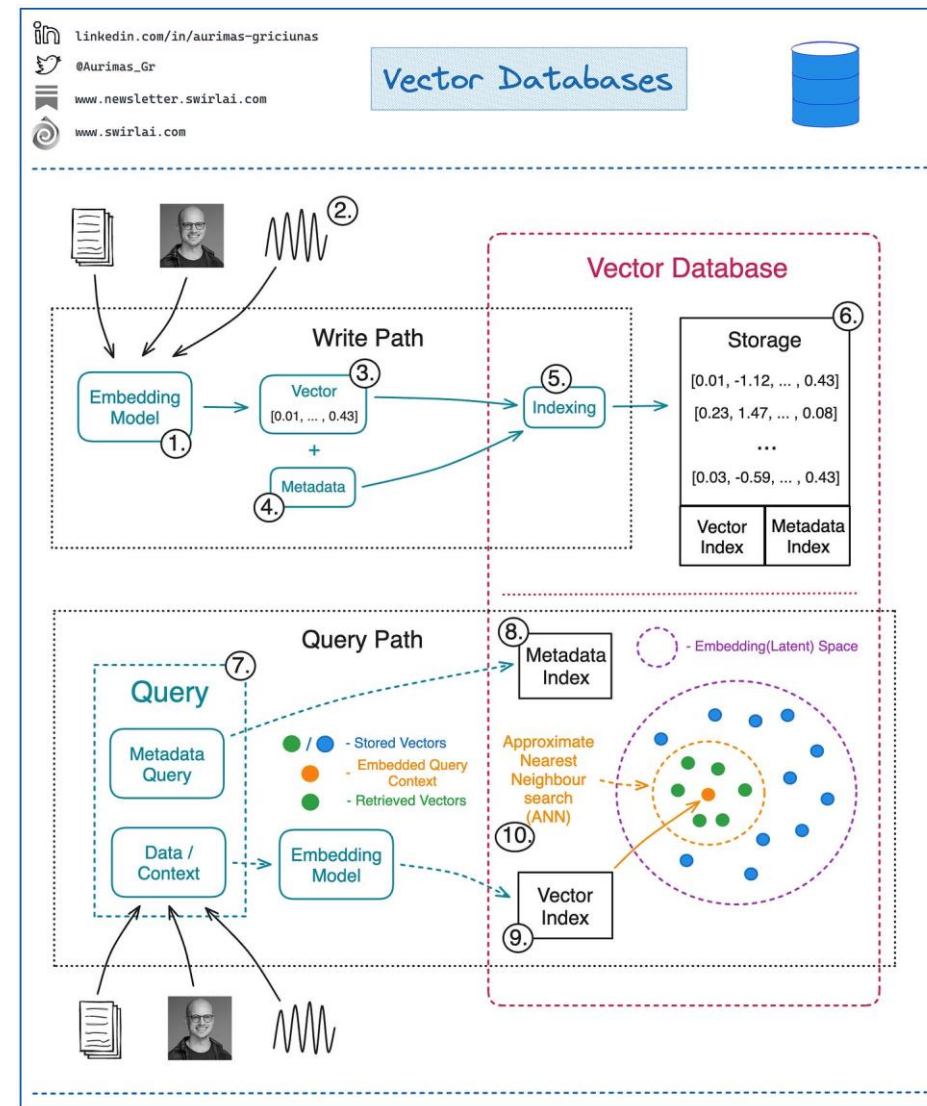 linkedin.com/in/aurimas-griciunas
@Aurimas_Gr
www.newsletter.swirlai.com
www.swirlai.com
Vector Databases
2.
Vector Database
Write Path
Embedding
Model
1.
3.
Vector
[0.01, ... , 0.43]
+
4.
Metadata
5.
Indexing
6.
Storage
[0.01, -1.12, ... , 0.43]
[0.23, 1.47, ... , 0.08]
...
[0.03, -0.59, ... , 0.43]
Vector
Index
Metadata
Index
Query Path
7.
Query
Metadata
Query
Data /
Context
/
- Stored Vectors
- Embedded Query
Context
- Retrieved Vectors
Embedding
Model
8.
Metadata
Index
- Embedding(Latent) Space
Approximate
Nearest
Neighbour
search
(ANN)
10.
Vector
Index
9.